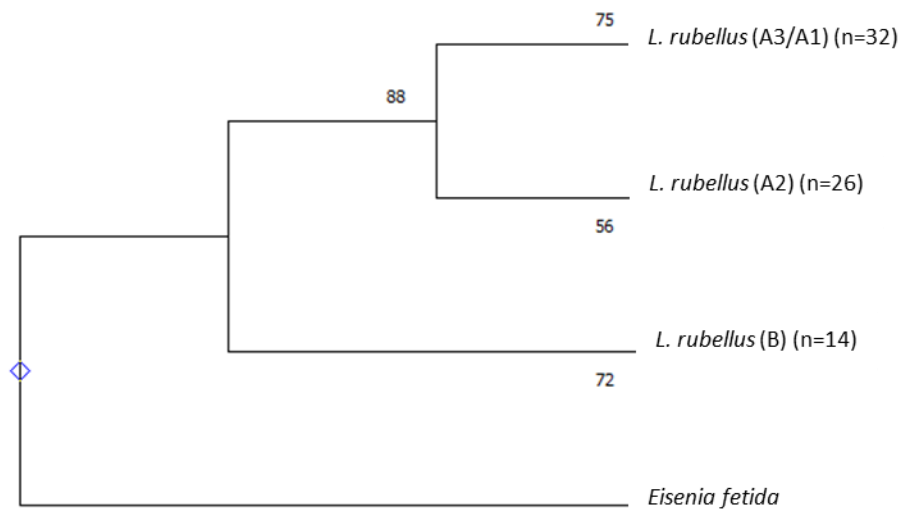 75
L. rubellus (A3/A1) (n=32)
88
L. rubellus (A2) (n=26)
56
L. rubellus (B) (n=14)
72
Eisenia fetida